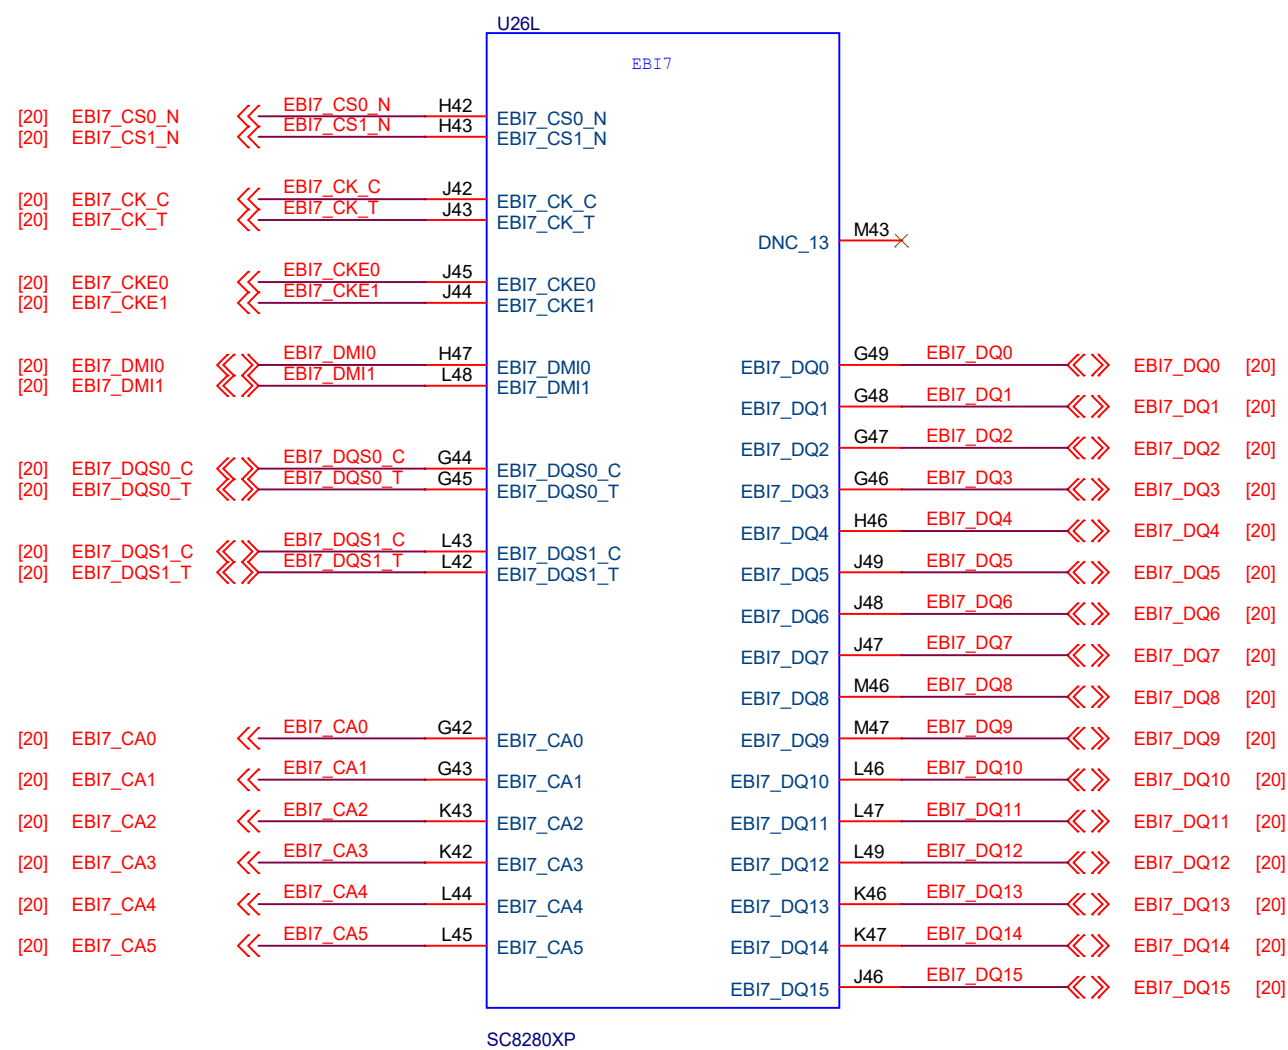 U26L
EBI7
[20] EBI7_CS0_N EBI7_CS0_N H42 EBI7_CS0_N
[20] EBI7_CS1_N EBI7_CS1_N H43 EBI7_CS1_N
[20] EBI7_CK_C EBI7_CK_C J42 EBI7_CK_C
[20] EBI7_CK_T EBI7_CK_T J43 EBI7_CK_T
DNC_13 M43
[20] EBI7_CKE0 EBI7_CKE0 J45 EBI7_CKE0
[20] EBI7_CKE1 EBI7_CKE1 J44 EBI7_CKE1
[20] EBI7_DMI0 EBI7_DMI0 H47 EBI7_DMI0 EBI7_DQ0 G49 EBI7_DQ0 EBI7_DQ0 [20]
[20] EBI7_DMI1 EBI7_DMI1 L48 EBI7_DMI1
EBI7_DQ1 G48 EBI7_DQ1 EBI7_DQ1 [20]
EBI7_DQ2 G47 EBI7_DQ2 EBI7_DQ2 [20]
[20] EBI7_DQS0_C EBI7_DQS0_C G44 EBI7_DQS0_C
[20] EBI7_DQS0_T EBI7_DQS0_T G45 EBI7_DQS0_T EBI7_DQ3 G46 EBI7_DQ3 EBI7_DQ3 [20]
EBI7_DQ4 H46 EBI7_DQ4 EBI7_DQ4 [20]
[20] EBI7_DQS1_C EBI7_DQS1_C L43 EBI7_DQS1_C
[20] EBI7_DQS1_T EBI7_DQS1_T L42 EBI7_DQS1_T EBI7_DQ5 J49 EBI7_DQ5 EBI7_DQ5 [20]
EBI7_DQ6 J48 EBI7_DQ6 EBI7_DQ6 [20]
EBI7_DQ7 J47 EBI7_DQ7 EBI7_DQ7 [20]
EBI7_DQ8 M46 EBI7_DQ8 EBI7_DQ8 [20]
[20] EBI7_CA0 EBI7_CA0 G42 EBI7_CA0 EBI7_DQ9 M47 EBI7_DQ9 EBI7_DQ9 [20]
[20] EBI7_CA1 EBI7_CA1 G43 EBI7_CA1 EBI7_DQ10 L46 EBI7_DQ10 EBI7_DQ10 [20]
[20] EBI7_CA2 EBI7_CA2 K43 EBI7_CA2 EBI7_DQ11 L47 EBI7_DQ11 EBI7_DQ11 [20]
[20] EBI7_CA3 EBI7_CA3 K42 EBI7_CA3 EBI7_DQ12 L49 EBI7_DQ12 EBI7_DQ12 [20]
[20] EBI7_CA4 EBI7_CA4 L44 EBI7_CA4 EBI7_DQ13 K46 EBI7_DQ13 EBI7_DQ13 [20]
[20] EBI7_CA5 EBI7_CA5 L45 EBI7_CA5 EBI7_DQ14 K47 EBI7_DQ14 EBI7_DQ14 [20]
EBI7_DQ15 J46 EBI7_DQ15 EBI7_DQ15 [20]
SC8280XP